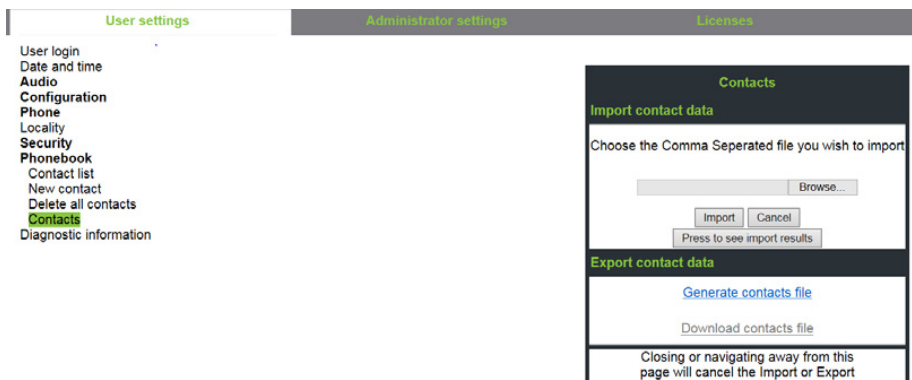 User settings
Administrator settings
Licenses
User login
Date and time
Audio
Configuration
Phone
Locality
Security
Phonebook
Contact list
New contact
Delete all contacts
Contacts
Diagnostic information
Contacts
Import contact data
Choose the Comma Seperated file you wish to import
Browse...
Import Cancel
Press to see import results
Export contact data
Generate contacts file
Download contacts file
Closing or navigating away from this
page will cancel the Import or Export